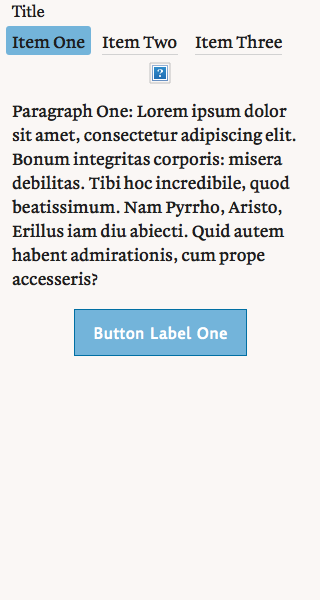 Title
Item One Item Two Item Three
?
Paragraph One: Lorem ipsum dolor
sit amet, consectetur adipiscing elit.
Bonum integritas corporis: misera
debilitas. Tibi hoc incredibile, quod
beatissimum. Nam Pyrrho, Aristo,
Erillus iam diu abiecti. Quid autem
habent admirationis, cum prope
accesseris?
Button Label One